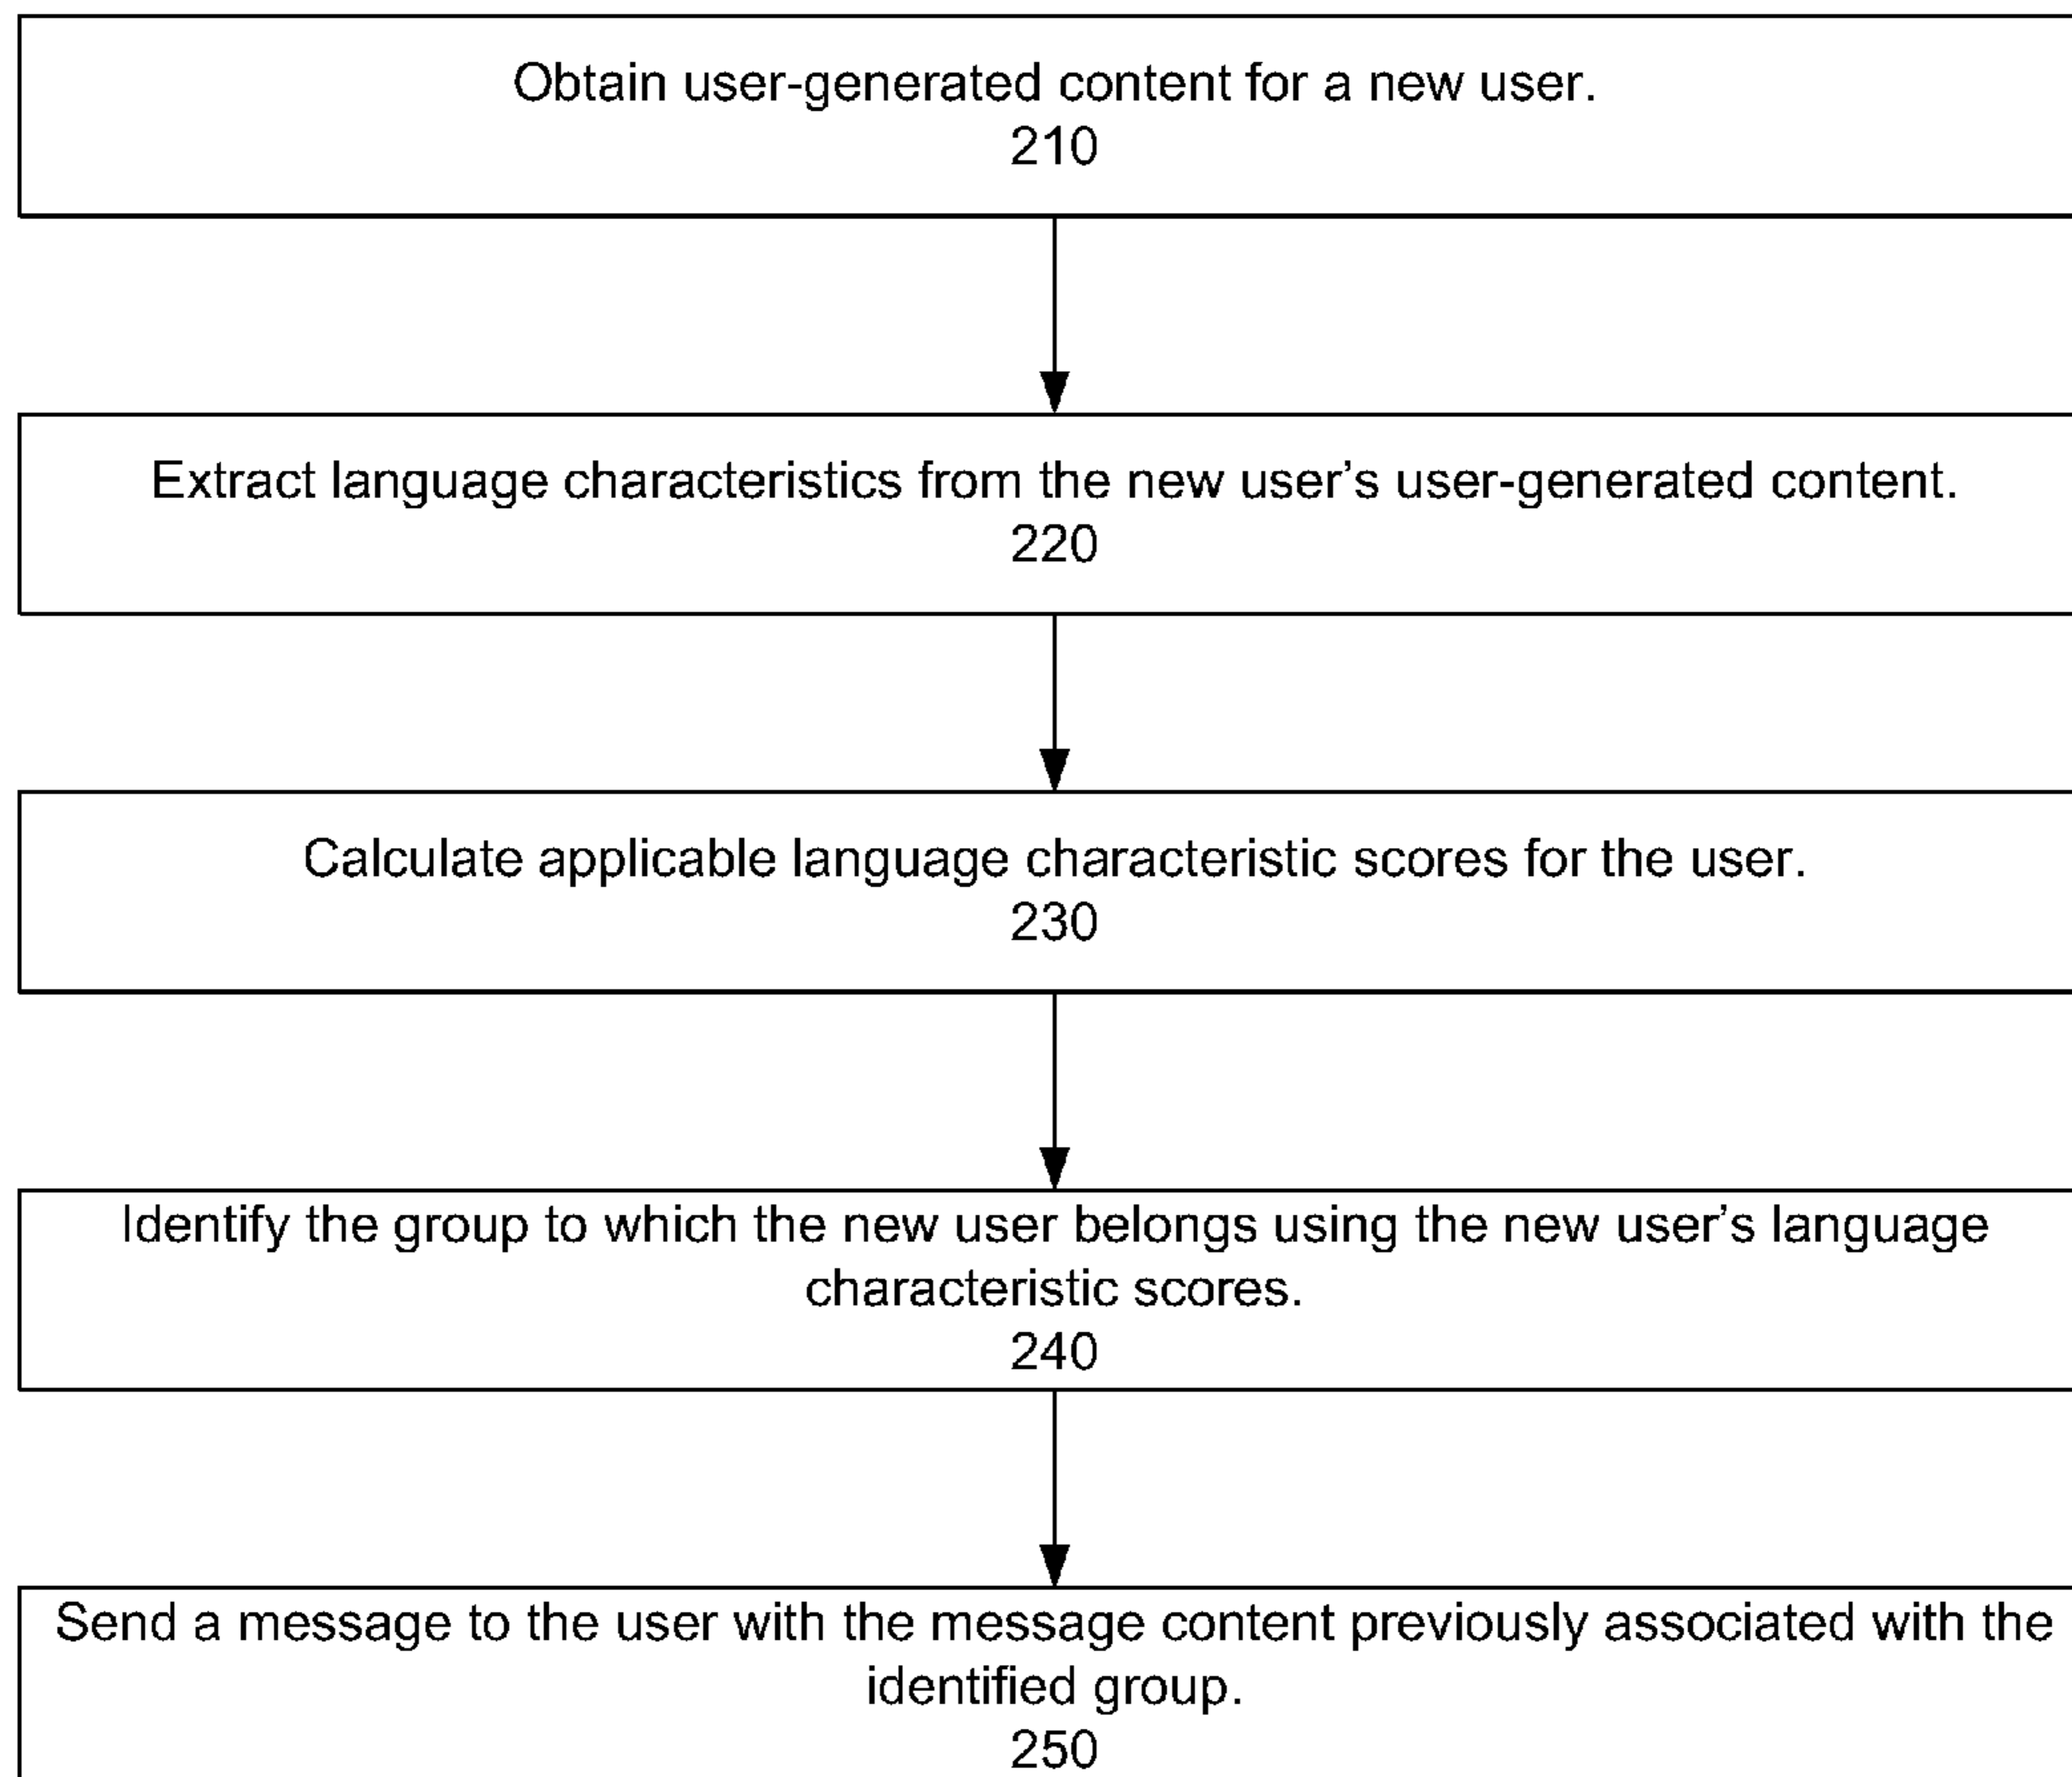 Obtain user-generated content for a new user.
210
Extract language characteristics from the new user’s user-generated content.
220
Calculate applicable language characteristic scores for the user.
230
Identify the group to which the new user belongs using the new user’s language
characteristic scores.
240
Send a message to the user with the message content previously associated with the
identified group.
250